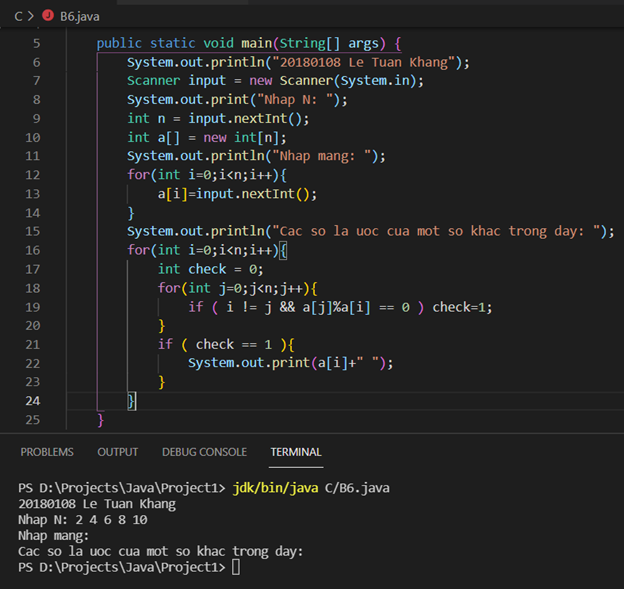 C > B6.java
5 public static void main(String[] args) {
6 System.out.println("20180108 Le Tuan Khang");
7 Scanner input = new Scanner(System.in);
8 System.out.print("Nhap N: ");
9 int n = input.nextInt();
10 int a[] = new int[n];
11 System.out.println("Nhap mang: ");
12 for(int i=0;i<n;i++){
13 a[i]=input.nextInt();
14 }
15 System.out.println("Cac so la uoc cua mot so khac trong day: ");
16 for(int i=0;i<n;i++){
17 int check = 0;
18 for(int j=0;j<n;j++){
19 if ( i != j && a[j]%a[i] == 0 ) check=1;
20 }
21 if ( check == 1 ){
22 System.out.print(a[i]+" ");
23 }
24 }
25 }
PROBLEMS OUTPUT DEBUG CONSOLE TERMINAL
PS D:\Projects\Java\Project1> jdk/bin/java C/B6.java
20180108 Le Tuan Khang
Nhap N: 2 4 6 8 10
Nhap mang:
Cac so la uoc cua mot so khac trong day:
PS D:\Projects\Java\Project1>